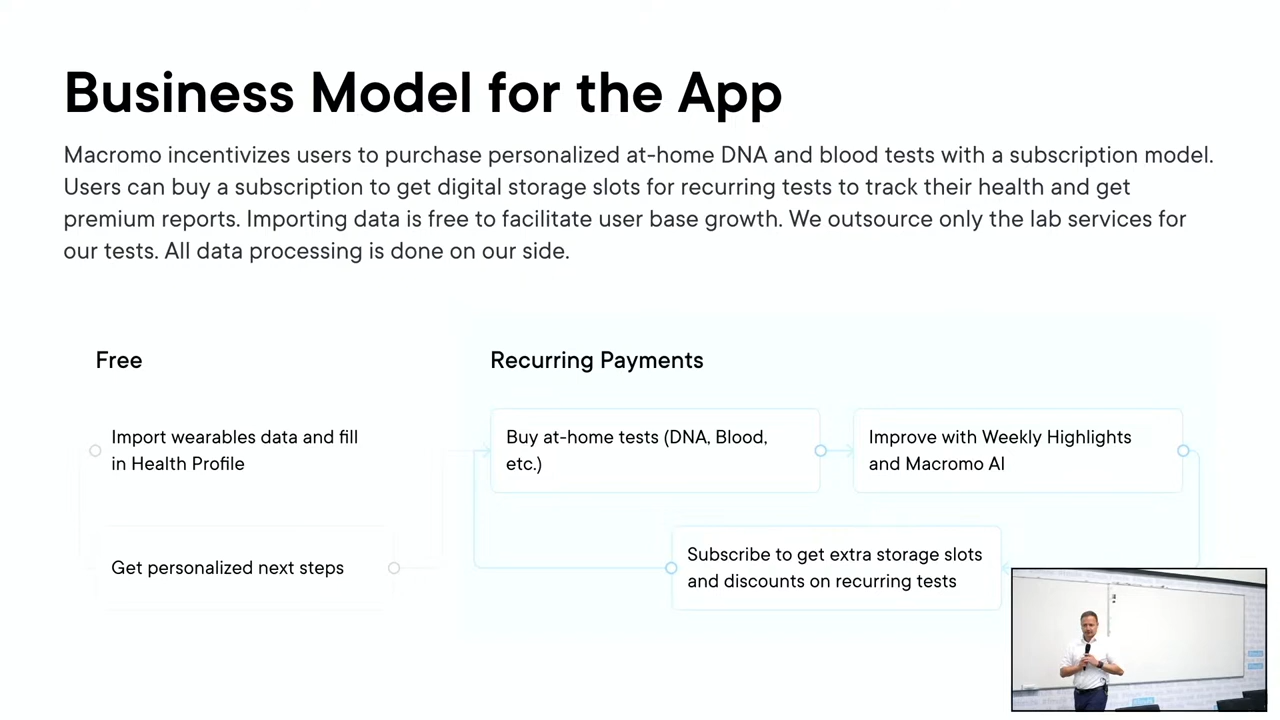 Business Model for the App
Macromo incentivizes users to purchase personalized at-home DNA and blood tests with a subscription model.
Users can buy a subscription to get digital storage slots for recurring tests to track their health and get
premium reports. Importing data is free to facilitate user base growth. We outsource only the lab services for
our tests. All data processing is done on our side.
Free
Recurring Payments
Import wearables data and fill
in Health Profile
Buy at-home tests (DNA, Blood,
etc.)
Improve with Weekly Highlights
and Macromo AI
Get personalized next steps
Subscribe to get extra storage slots
and discounts on recurring tests